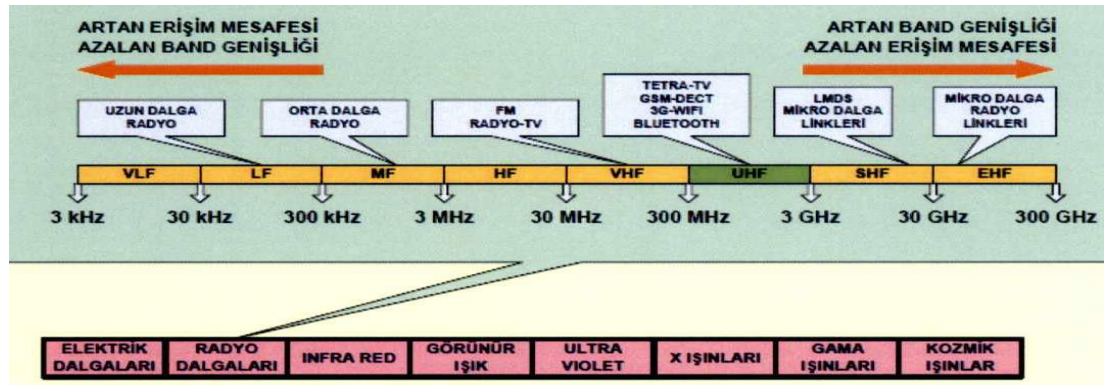 ARTAN ERİŞİM MESAFESİ
AZALAN BAND GENİŞLİĞİ
ARTAN BAND GENİŞLİĞİ
AZALAN ERİŞİM MESAFESİ
UZUN DALGA
RADYO
ORTA DALGA
RADYO
FM
RADYO-TV
TETRA-TV
GSM-DECT
3G-WIFI
BLUETOOTH
LMDS
MİKRO DALGA
LİNKLERİ
MİKRO DALGA
RADYO
LİNKLERİ
VLF LF MF HF VHF UHF SHF EHF
3 kHz 30 kHz 300 kHz 3 MHz 30 MHz 300 MHz 3 GHz 30 GHz 300 GHz
ELEKTRİK
DALGALARI
RADYO
DALGALARI
INFRA RED
GÖRÜNÜR
IŞIK
ULTRA
VIOLET
X IŞINLARI
GAMA
IŞINLARI
KOZMİK
IŞINLAR